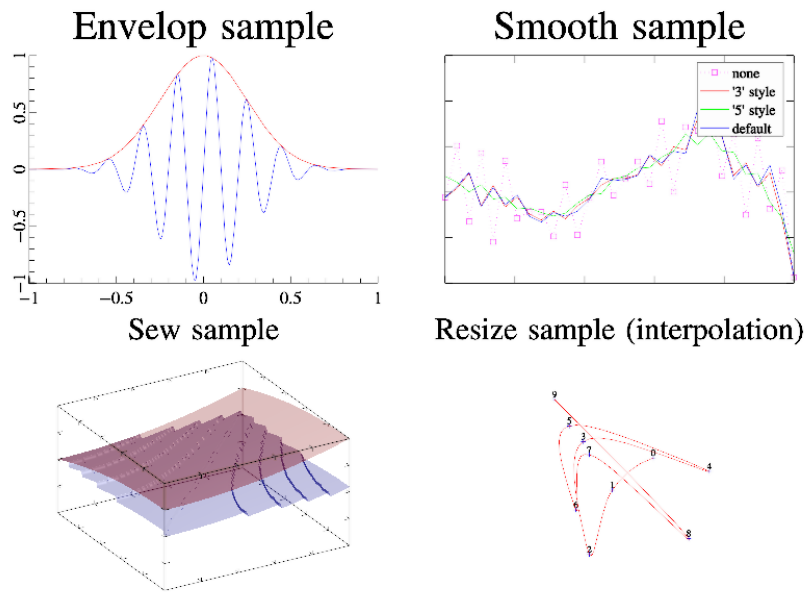 Envelop sample
Smooth sample
1
0.5
0
−0.5
−1
−1
−0.5
0
0.5
1
none
'3' style
'5' style
default
Sew sample
Resize sample (interpolation)
9
5
3
7
0
4
1
6
8
2